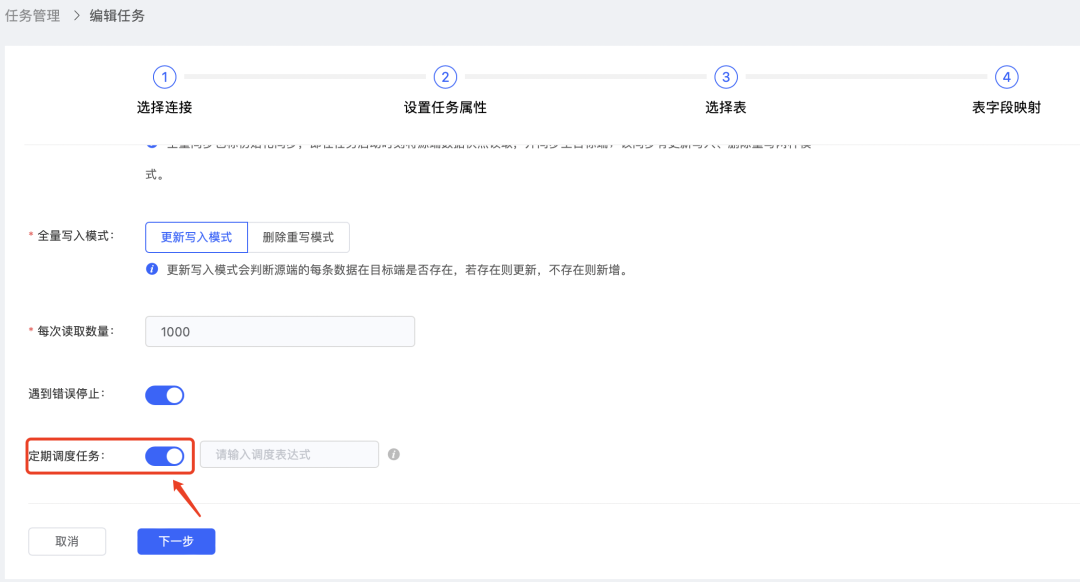 任务管理 > 编辑任务
1 2 3 4
选择连接 设置任务属性 选择表 表字段映射
式。
* 全量写入模式: 更新写入模式 删除重写模式
更新写入模式会判断源端的每条数据在目标端是否存在，若存在则更新，不存在则新增。
* 每次读取数量: 1000
遇到错误停止:
定期调度任务: 请输入调度表达式
取消 下一步